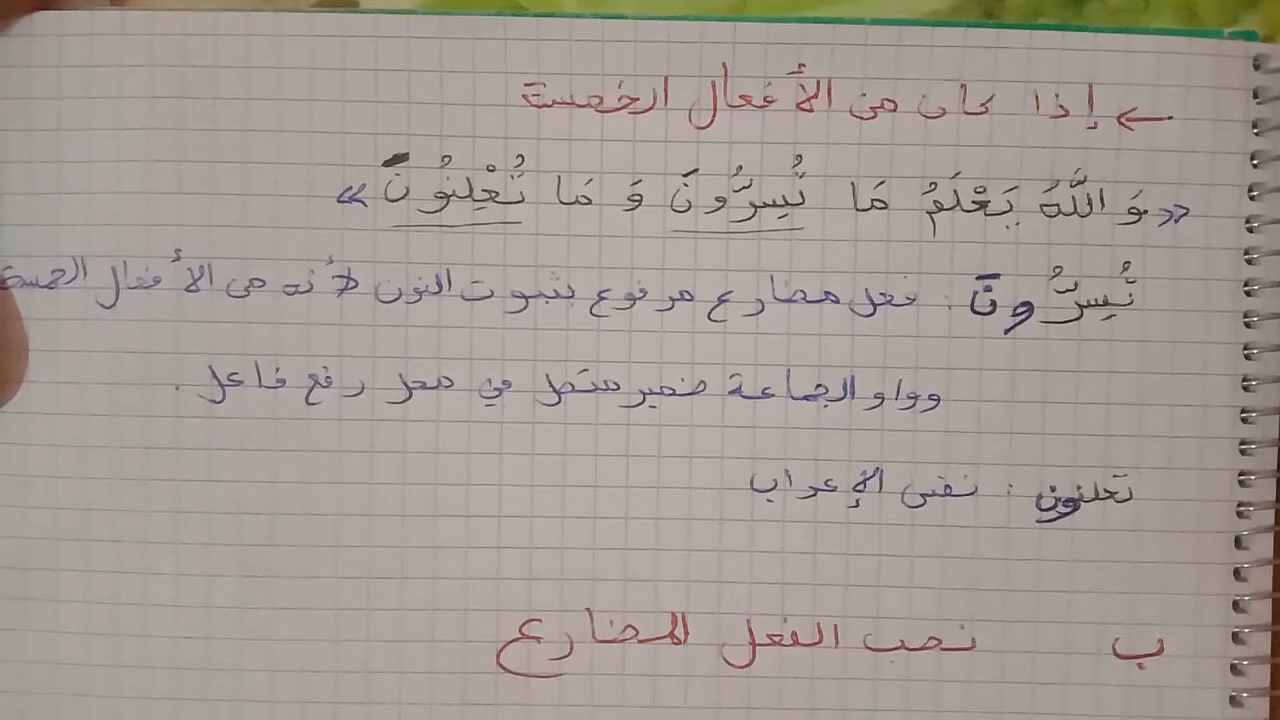 ← إذا كان من الأفعال الخمسة
«وَ اللَّهُ يَعْلَمُ مَا تُسِرُّونَ وَ مَا تُعْلِنُونَ»
تُسِرُّونَ : فعل مضارع مرفوع بثبوت النون لأنه من الأفعال الخمسة
وواو الجماعة ضمير متصل في محل رفع فاعل .
تعلنون : نفس الإعراب
ب نصب الفعل المضارع